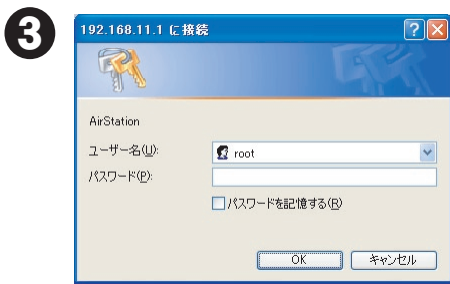 3
192.168.11.1 に接続
AirStation
ユーザー名(U):
root
パスワード(P):
パスワードを記憶する(R)
OK
キャンセル